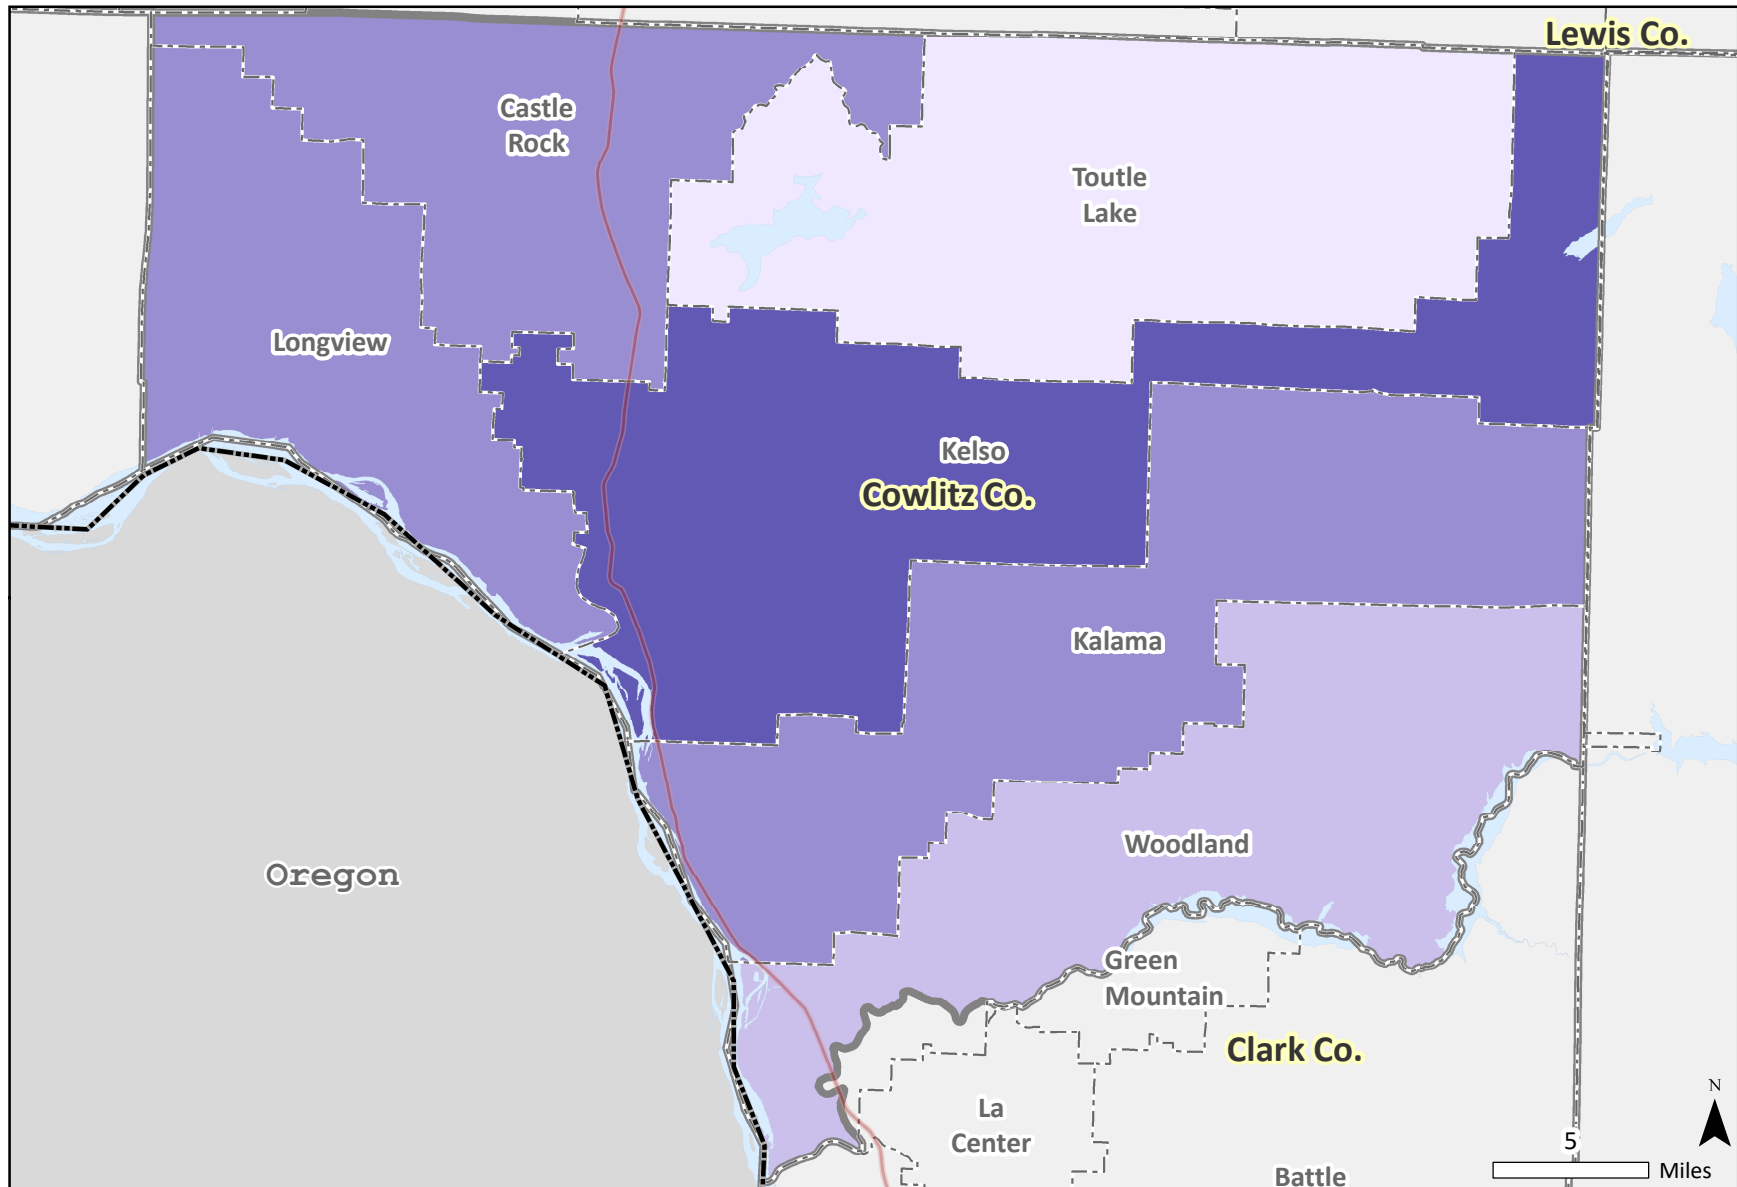 Lewis Co.
Castle
Rock
Toutle
Lake
Longview
Kelso
Cowlitz Co.
Kalama
Woodland
Oregon
Green
Mountain
Clark Co.
La
Center
N
5
Miles
Battle